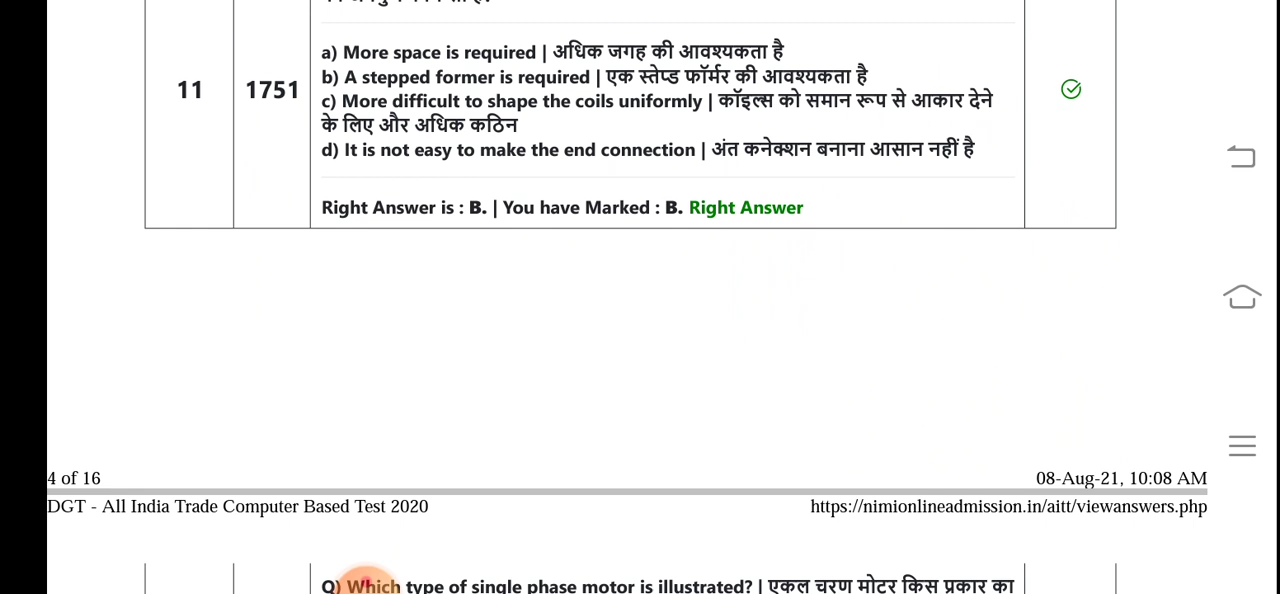 11
1751
a) More space is required | अधिक जगह की आवश्यकता है
b) A stepped former is required | एक स्तेप्ड फॉर्मर की आवश्यकता है
c) More difficult to shape the coils uniformly | कॉइल्स को समान रूप से आकार देने
के लिए और अधिक कठिन
d) It is not easy to make the end connection | अंत कनेक्शन बनाना आसान नहीं है
Right Answer is : B. | You have Marked : B. Right Answer
4 of 16
08-Aug-21, 10:08 AM
DGT - All India Trade Computer Based Test 2020
https://nimionlineadmission.in/aitt/viewanswers.php
Q) Which type of single phase motor is illustrated? | एकल चरण मोटर किस प्रकार का